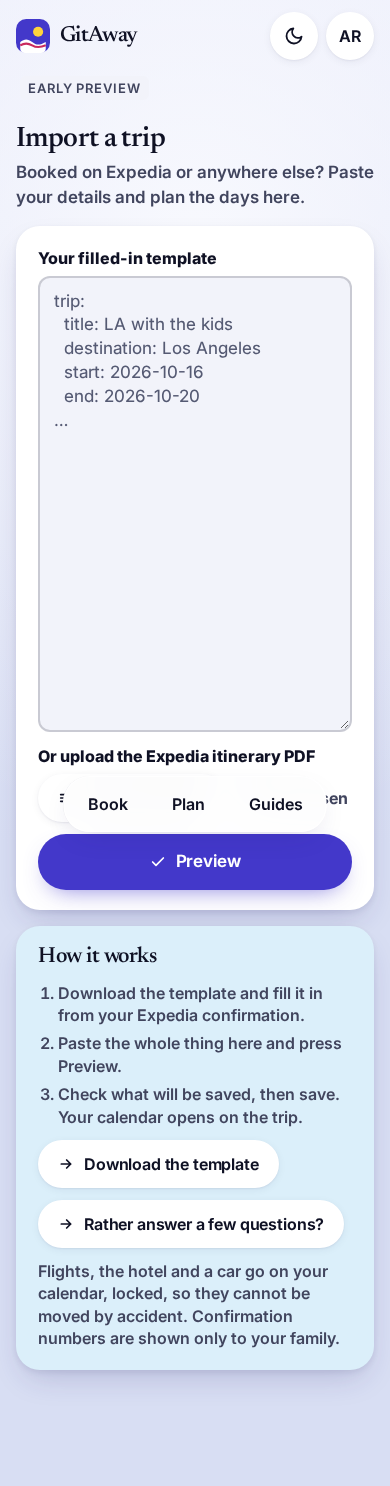 GitAway
AR
EARLY PREVIEW
Import a trip
Booked on Expedia or anywhere else? Paste
your details and plan the days here.
Your filled-in template
trip:
title: LA with the kids
destination: Los Angeles
start: 2026-10-16
end: 2026-10-20
...
Or upload the Expedia itinerary PDF
Book Plan Guides
Preview
How it works
1. Download the template and fill it in
from your Expedia confirmation.
2. Paste the whole thing here and press
Preview.
3. Check what will be saved, then save.
Your calendar opens on the trip.
Download the template
Rather answer a few questions?
Flights, the hotel and a car go on your
calendar, locked, so they cannot be
moved by accident. Confirmation
numbers are shown only to your family.